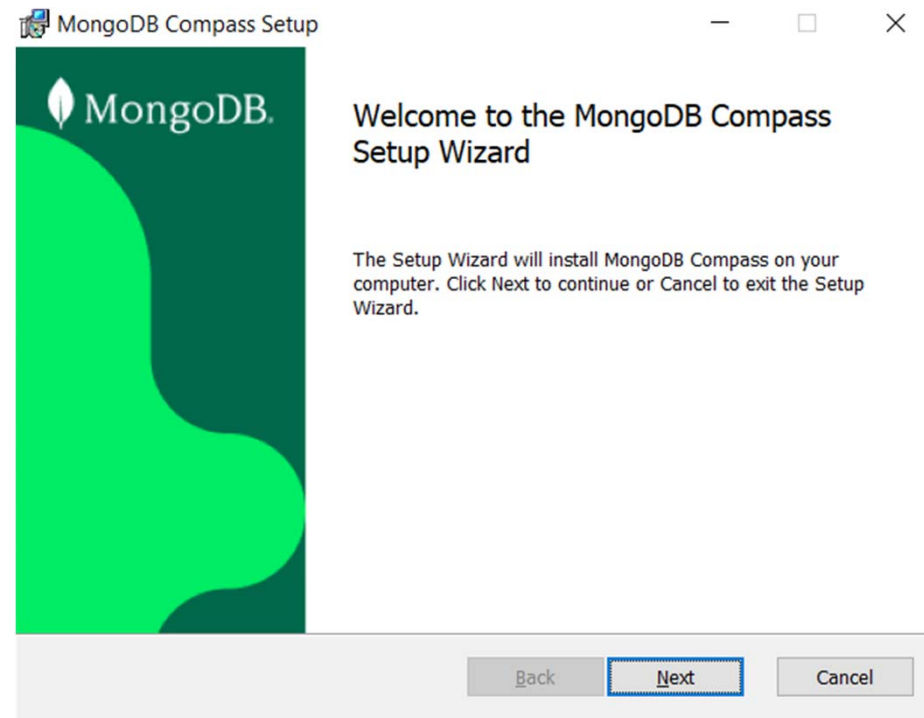 MongoDB Compass Setup
MongoDB.
Welcome to the MongoDB Compass
Setup Wizard
The Setup Wizard will install MongoDB Compass on your
computer. Click Next to continue or Cancel to exit the Setup
Wizard.
Back Next Cancel